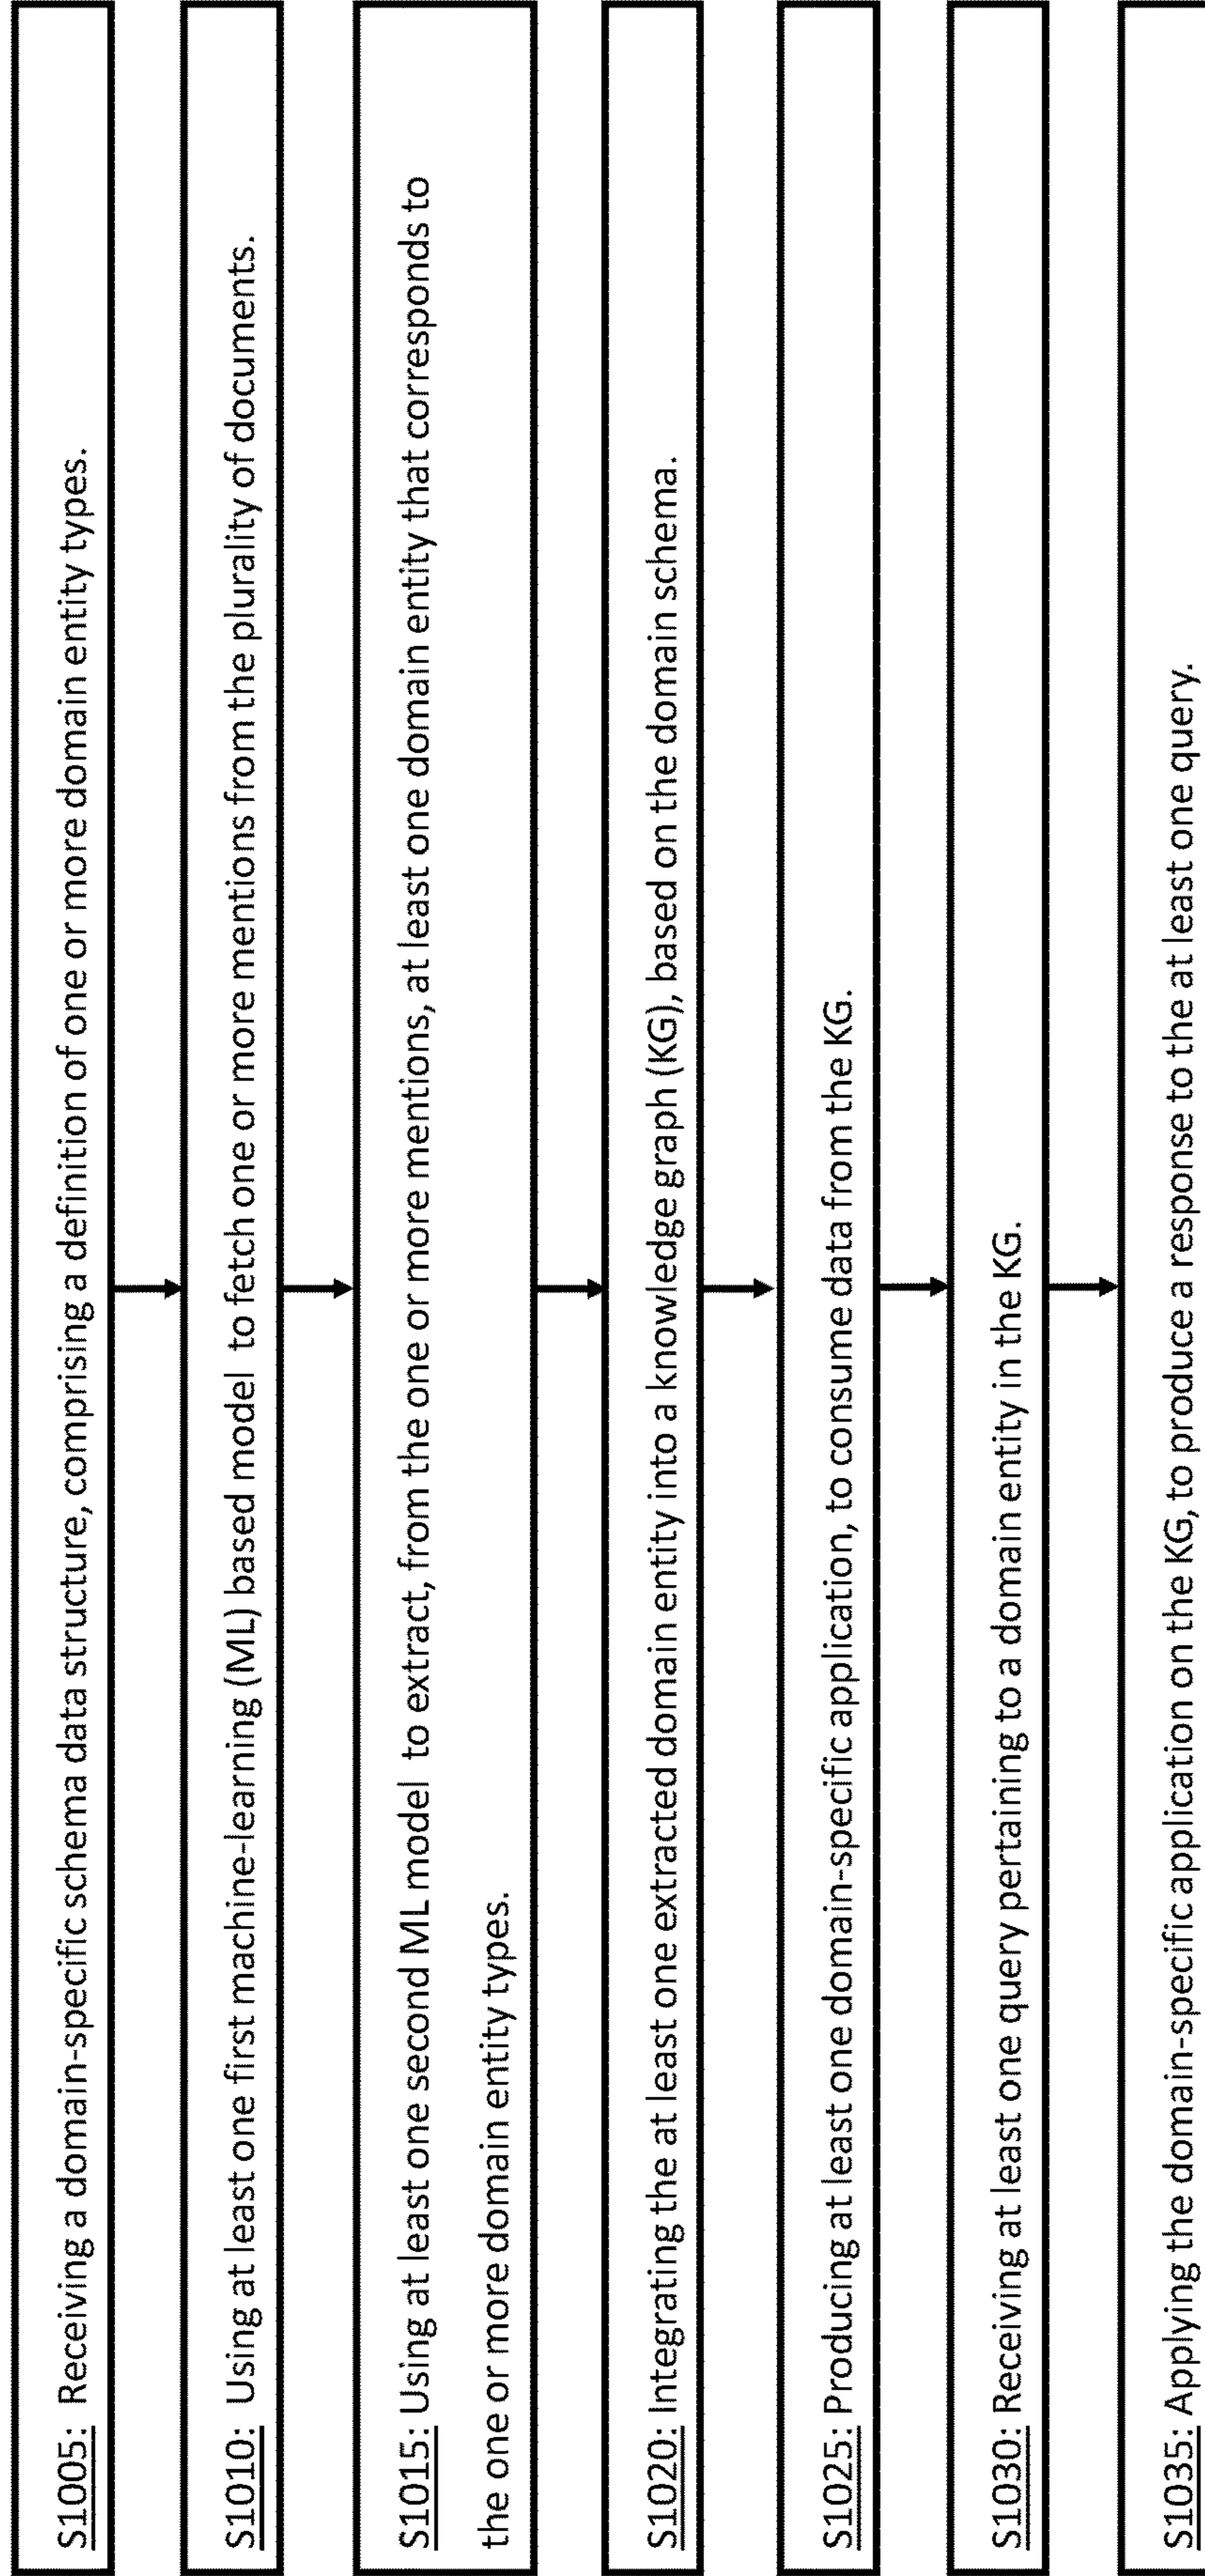 S1005: Receiving a domain-specific schema data structure, comprising a definition of one or more domain entity types.
S1010: Using at least one first machine-learning (ML) based model to fetch one or more mentions from the plurality of documents.
S1015: Using at least one second ML model to extract, from the one or more mentions, at least one domain entity that corresponds to
the one or more domain entity types.
S1020: Integrating the at least one extracted domain entity into a knowledge graph (KG), based on the domain schema.
S1025: Producing at least one domain-specific application, to consume data from the KG.
S1030: Receiving at least one query pertaining to a domain entity in the KG.
S1035: Applying the domain-specific application on the KG, to produce a response to the at least one query.